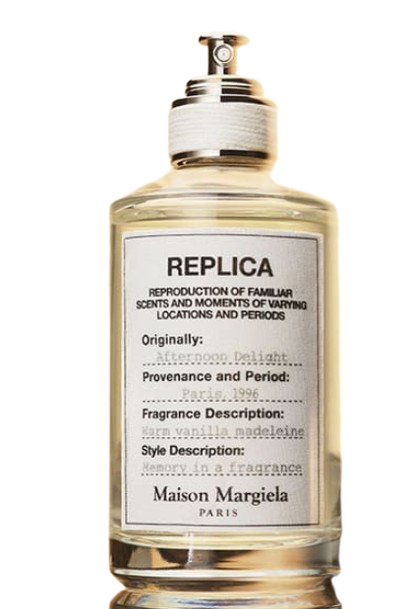 REPLICA
REPRODUCTION OF FAMILIAR
SCENTS AND MOMENTS OF VARYING
LOCATIONS AND PERIODS
Originally:
Afternoon Delight
Provenance and Period:
Paris, 1996
Fragrance Description:
Warm vanilla madeleine
Style Description:
Memory in a fragrance
Maison Margiela
PARIS